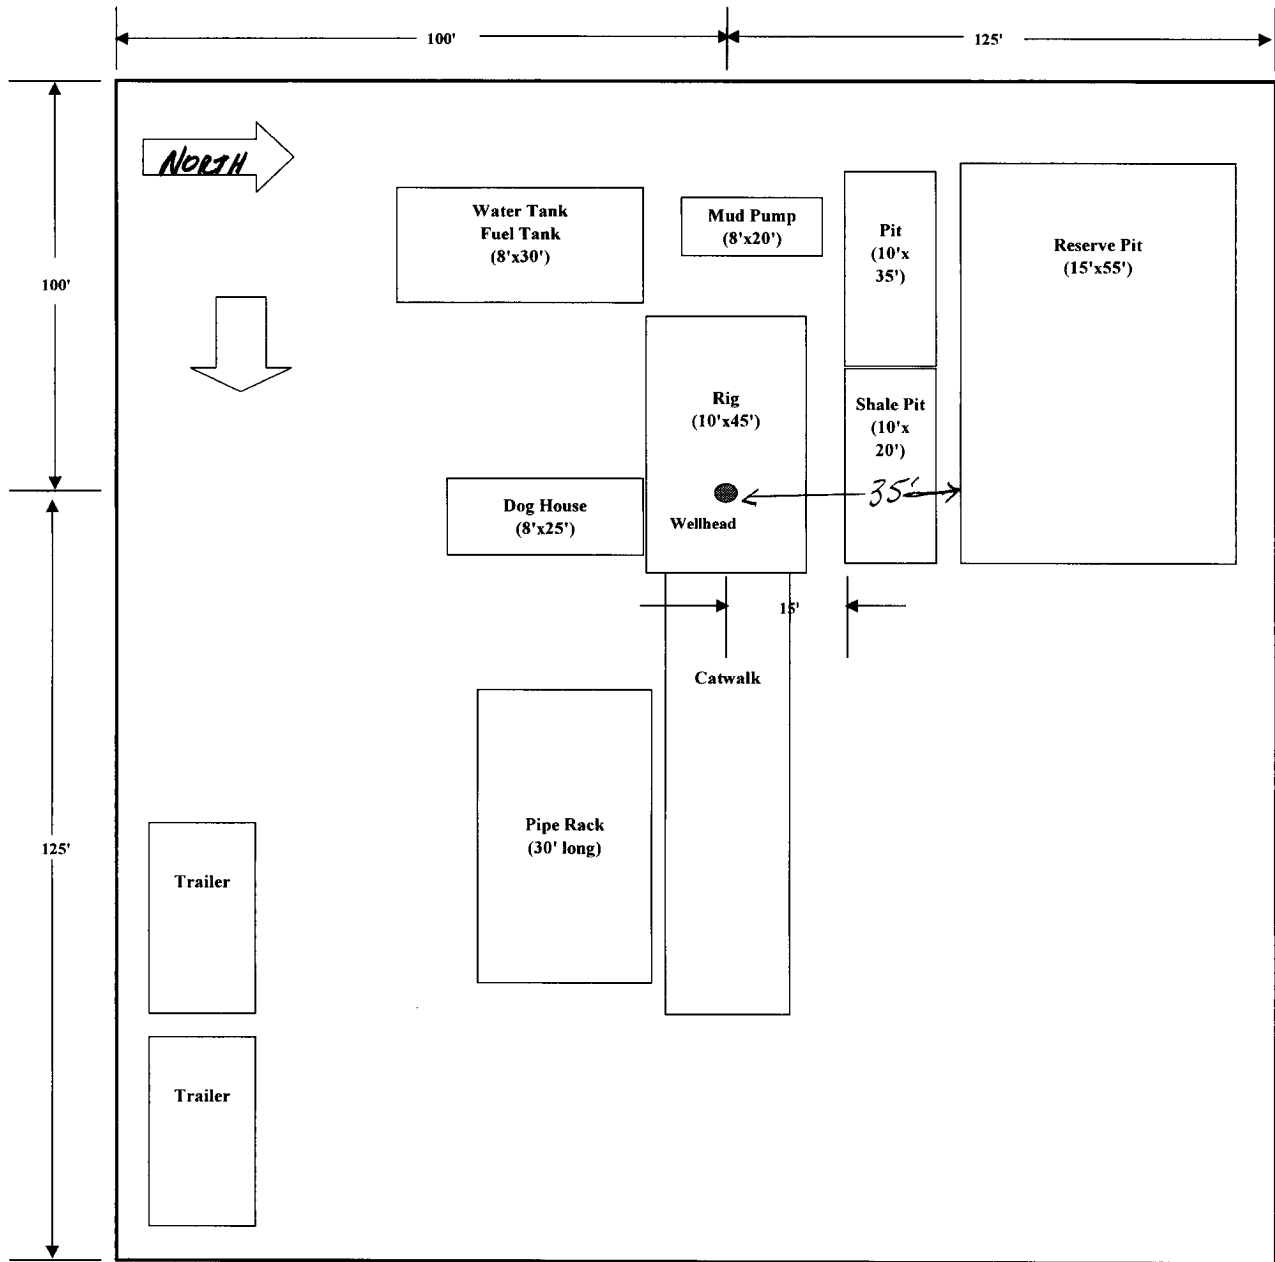 100'
125'
NORTH
Water Tank
Fuel Tank
(8'x30')
Mud Pump
(8'x20')
Pit
(10'x
35')
Reserve Pit
(15'x55')
100'
Rig
(10'x45')
Shale Pit
(10'x
20')
35'
Dog House
(8'x25')
Wellhead
15'
Catwalk
Pipe Rack
(30' long)
125'
Trailer
Trailer